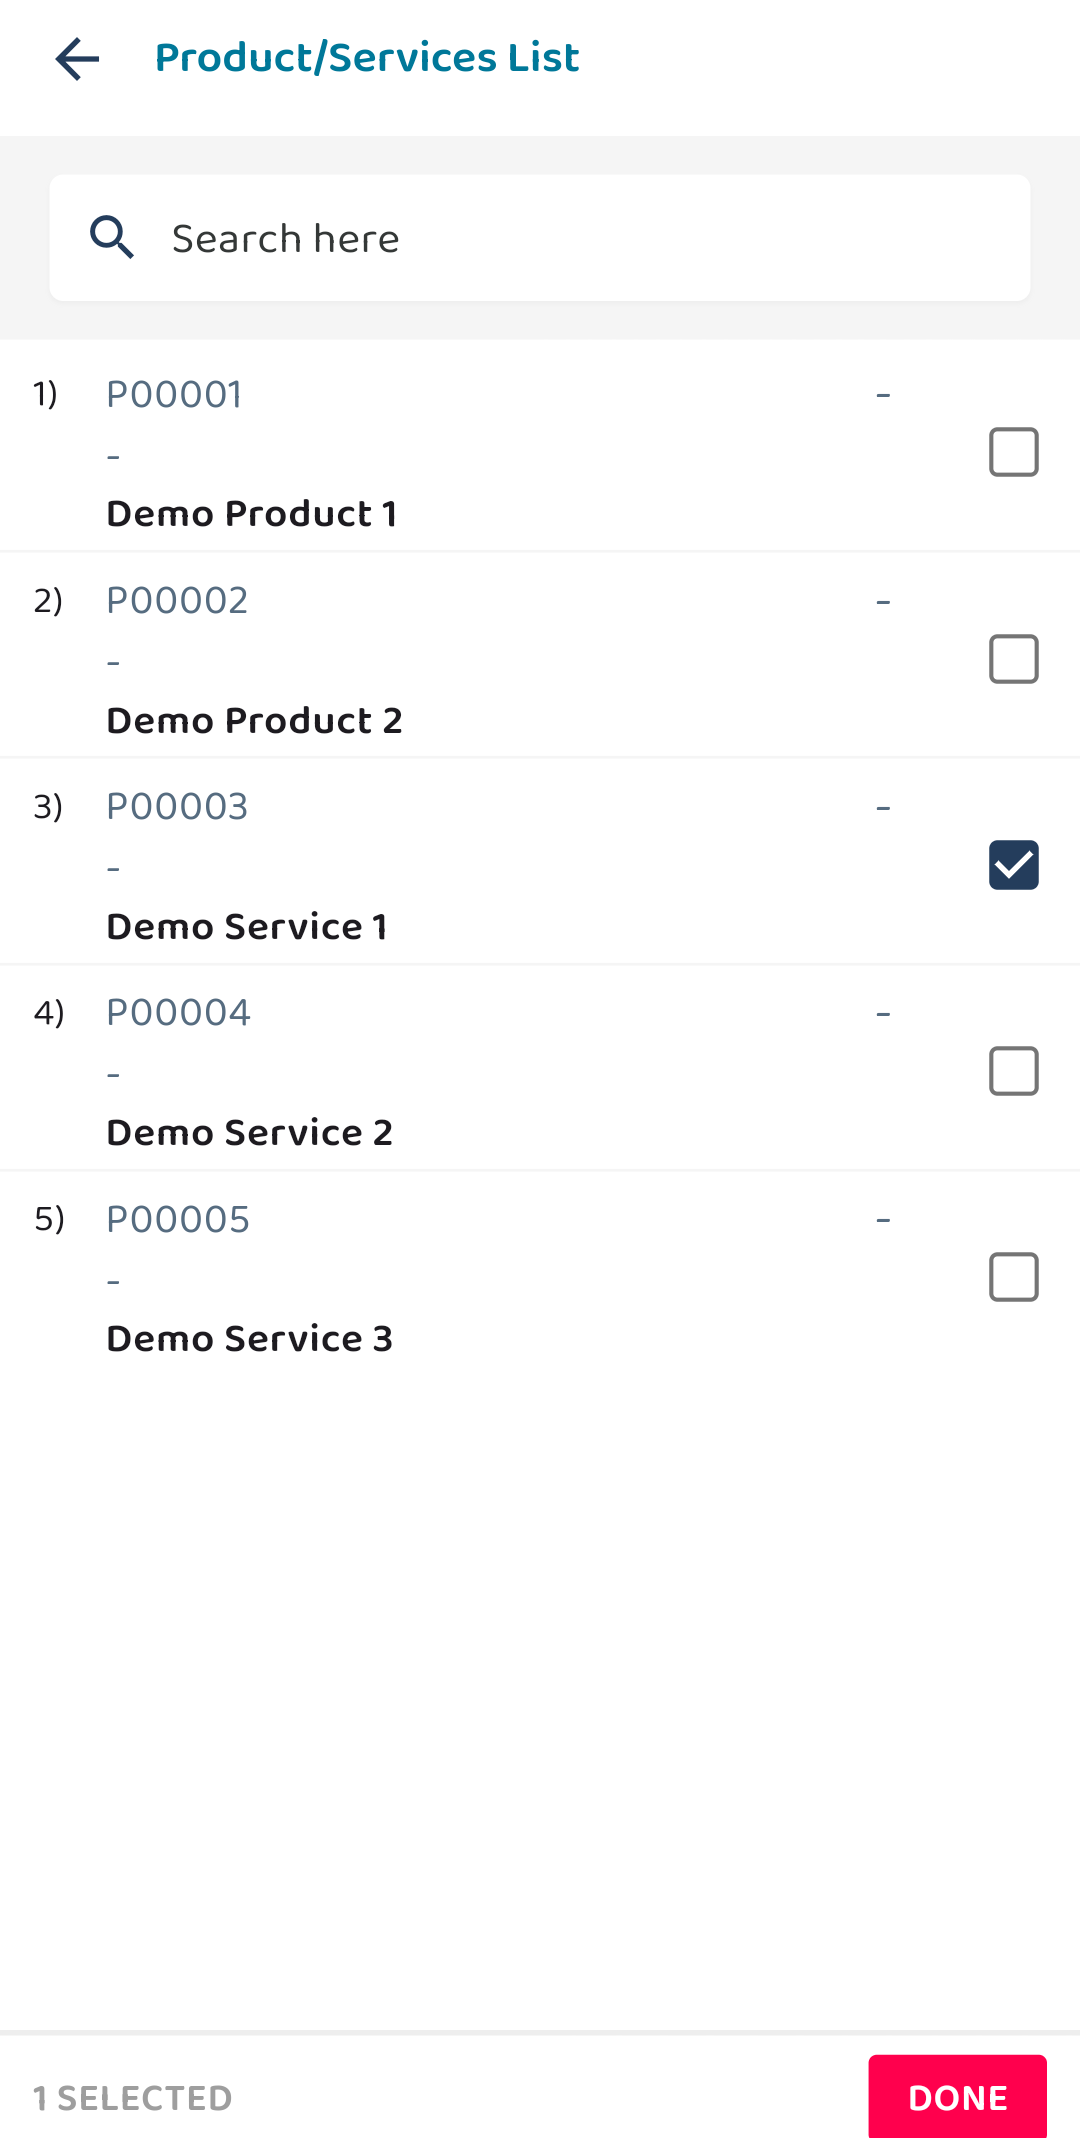 Product/Services List
Search here
1) P00001 -
-
Demo Product 1
2) P00002 -
-
Demo Product 2
3) P00003 -
-
Demo Service 1
4) P00004 -
-
Demo Service 2
5) P00005 -
-
Demo Service 3
1 SELECTED DONE